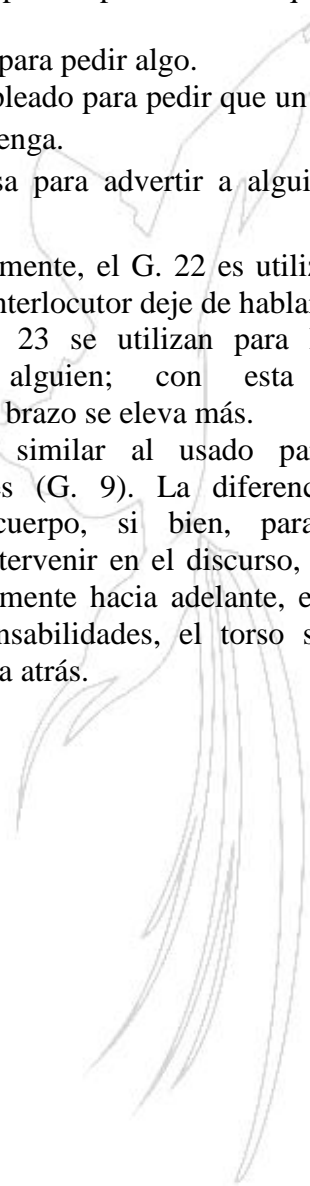 para pedir algo.
pleado para pedir que un
enga.
sa para advertir a algui
mente, el G. 22 es utiliz
nterlocutor deje de habla
23 se utilizan para
alguien; con esta
brazo se eleva más.
similar al usado pa
s (G. 9). La diferenc
cuerpo, si bien, para
tervenir en el discurso,
mente hacia adelante, e
nsabilidades, el torso s
a atrás.